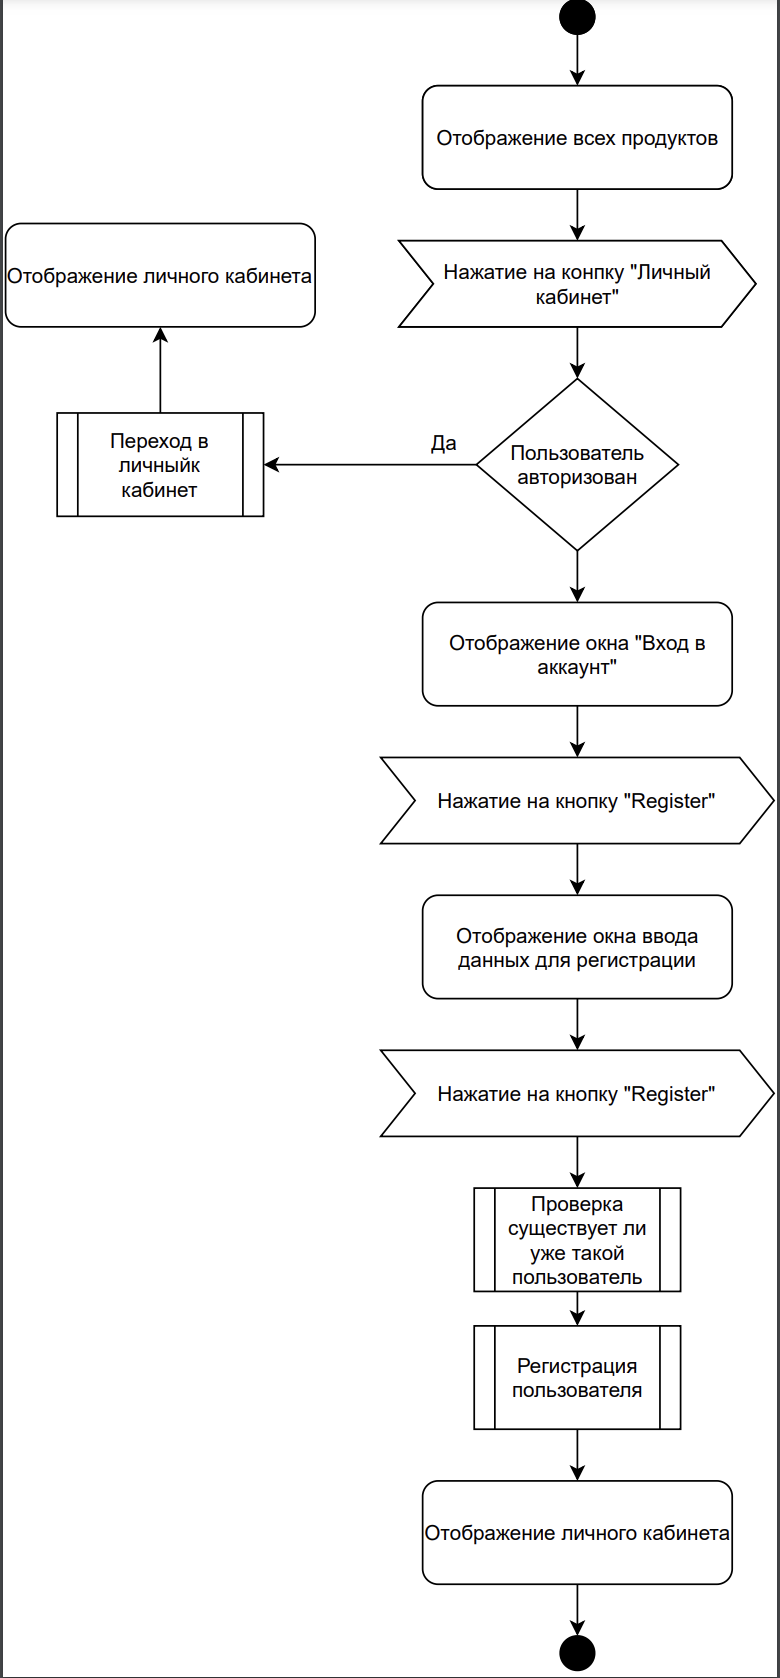 Отображение всех продуктов
Нажатие на конпку "Личный
кабинет"
Отображение личного кабинета
Да
Пользователь
авторизован
Переход в
личныйк
кабинет
Отображение окна "Вход в
аккаунт"
Нажатие на кнопку "Register"
Отображение окна ввода
данных для регистрации
Нажатие на кнопку "Register"
Проверка
существует ли
уже такой
пользователь
Регистрация
пользователя
Отображение личного кабинета